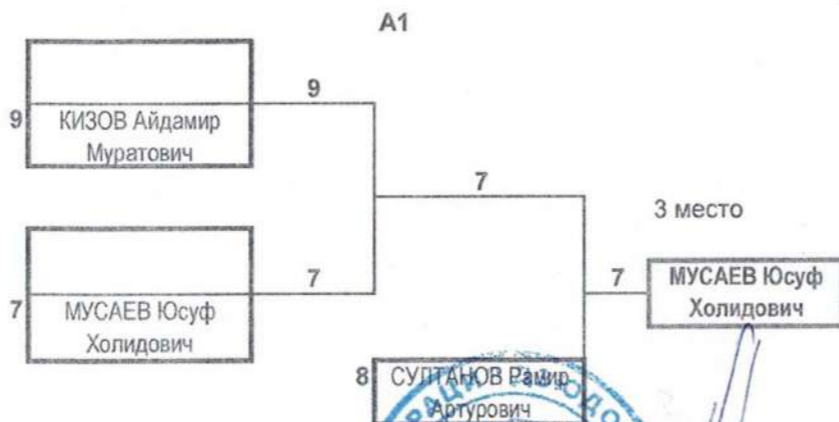 A1
9
9
КИЗОВ Айдамир
Муратович
7
3 место
7
7
МУСАЕВ Юсуф
Холидович
7
МУСАЕВ Юсуф
Холидович
8
СУЛТАНОВ Рамир
Артурович